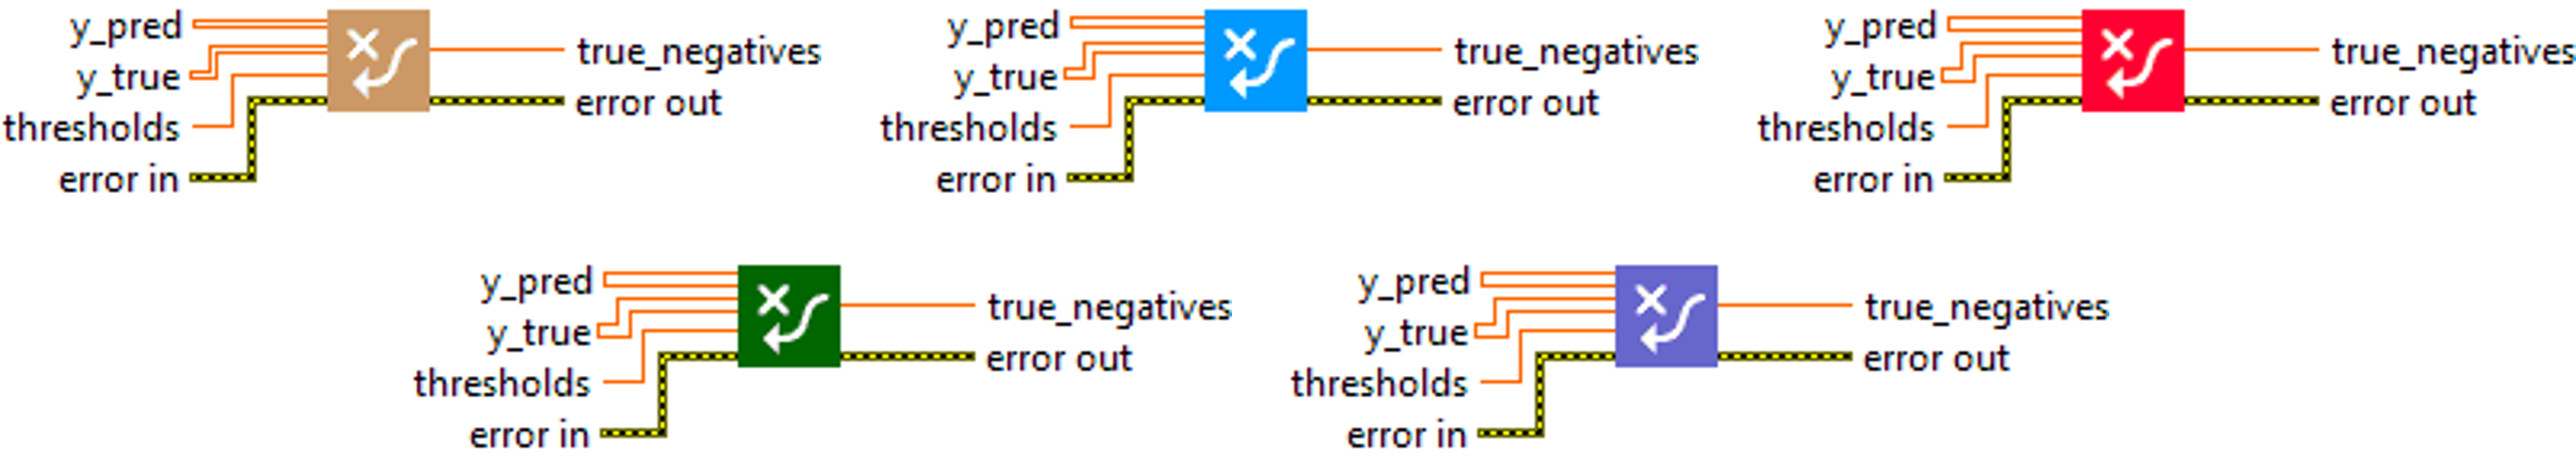 y_pred
y_true
thresholds
error in
true_negatives
error out
y_pred
y_true
thresholds
error in
true_negatives
error out
y_pred
y_true
thresholds
error in
true_negatives
error out
y_pred
y_true
thresholds
error in
true_negatives
error out
y_pred
y_true
thresholds
error in
true_negatives
error out